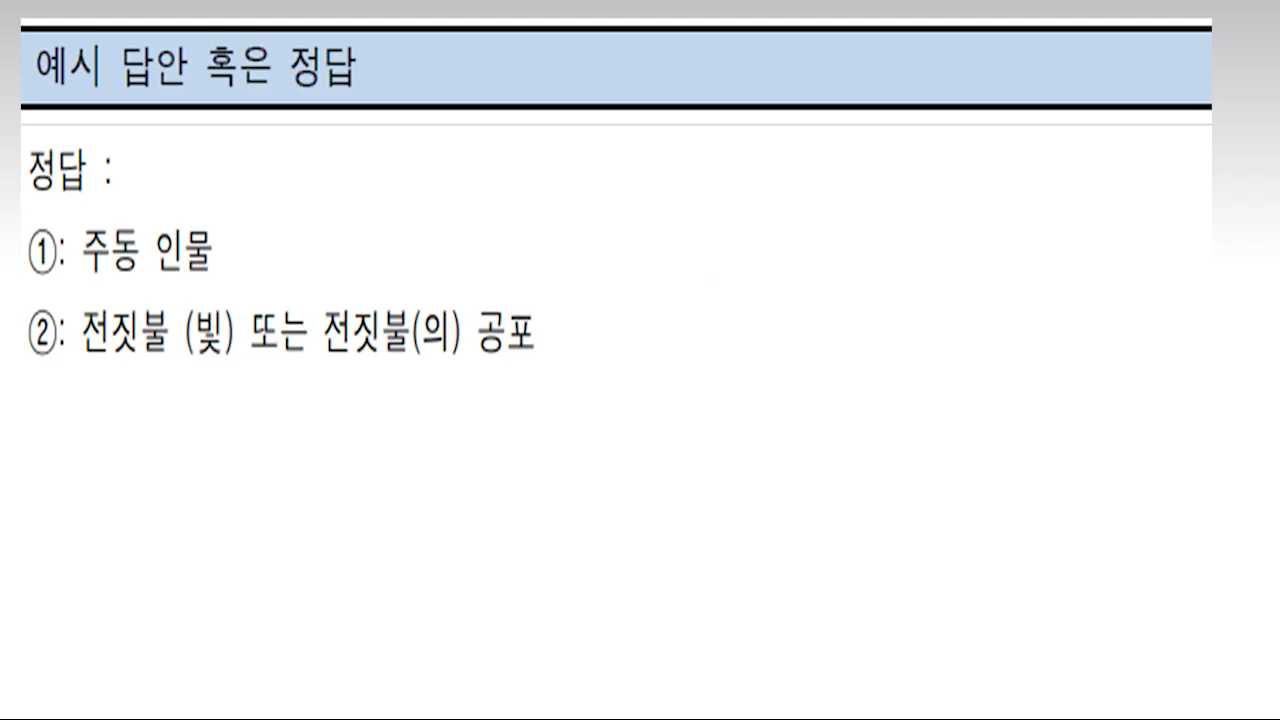 예시 답안 혹은 정답
정답 :
①: 주동 인물
②: 전짓불 (빛) 또는 전짓불(의) 공포